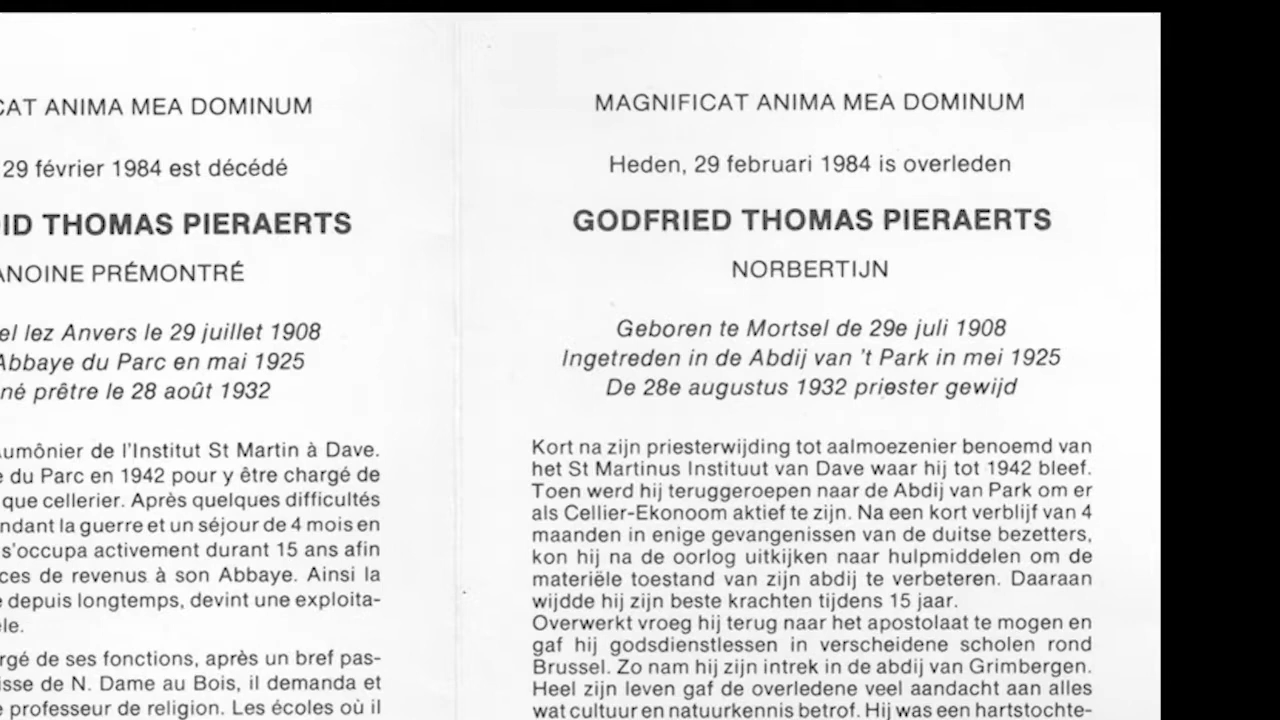 CAT ANIMA MEA DOMINUM
29 février 1984 est décédé
THOMAS PIERAERTS
PRÉMONTRÉ
lez Anvers le 29 juillet 1908
Abbaye du Parc en mai 1925
prêtre le 28 août 1932
de l'Institut St Martin à Dave.
du Parc en 1942 pour y être chargé de
que cellerier. Après quelques difficultés
la guerre et un séjour de 4 mois en
s'occupa activement durant 15 ans afin
de revenus à son Abbaye. Ainsi la
depuis longtemps, devint une exploita-
de ses fonctions, après un bref pas-
de N. Dame au Bois, il demanda et
professeur de religion. Les écoles où il
MAGNIFICAT ANIMA MEA DOMINUM
Heden, 29 februari 1984 is overleden
GODFRIED THOMAS PIERAERTS
NORBERTIJN
Geboren te Mortsel de 29e juli 1908
Ingetreden in de Abdij van 't Park in mei 1925
De 28e augustus 1932 priester gewijd
Kort na zijn priesterwijding tot aalmoezenier benoemd van
het St Martinus Instituut van Dave waar hij tot 1942 bleef.
Toen werd hij teruggeroepen naar de Abdij van Park om er
als Cellier-Ekonoom aktief te zijn. Na een kort verblijf van 4
maanden in enige gevangenissen van de duitse bezetters,
kon hij na de oorlog uitkijken naar hulpmiddelen om de
materiële toestand van zijn abdij te verbeteren. Daaraan
wijdde hij zijn beste krachten tijdens 15 jaar.
Overwerkt vroeg hij terug naar het apostolaat te mogen en
gaf hij godsdienstlessen in verscheidene scholen rond
Brussel. Zo nam hij zijn intrek in de abdij van Grimbergen.
Heel zijn leven gaf de overledene veel aandacht aan alles
wat cultuur en natuurkennis betrof. Hij was een hartstochte-